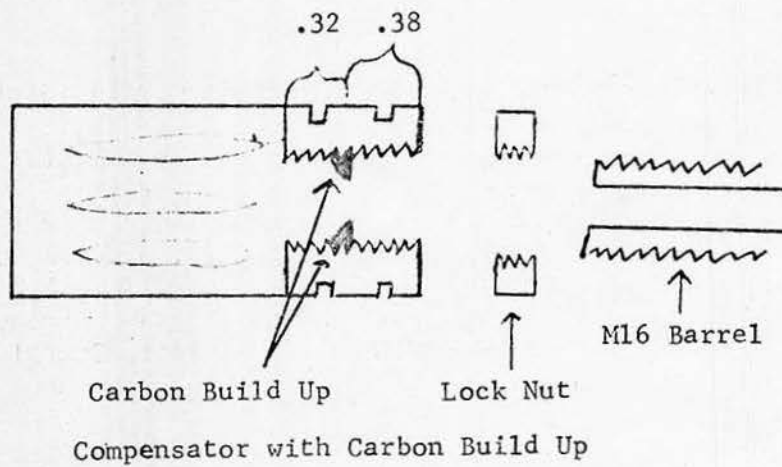 .32 .38
M16 Barrel
Carbon Build Up Lock Nut
Compensator with Carbon Build Up